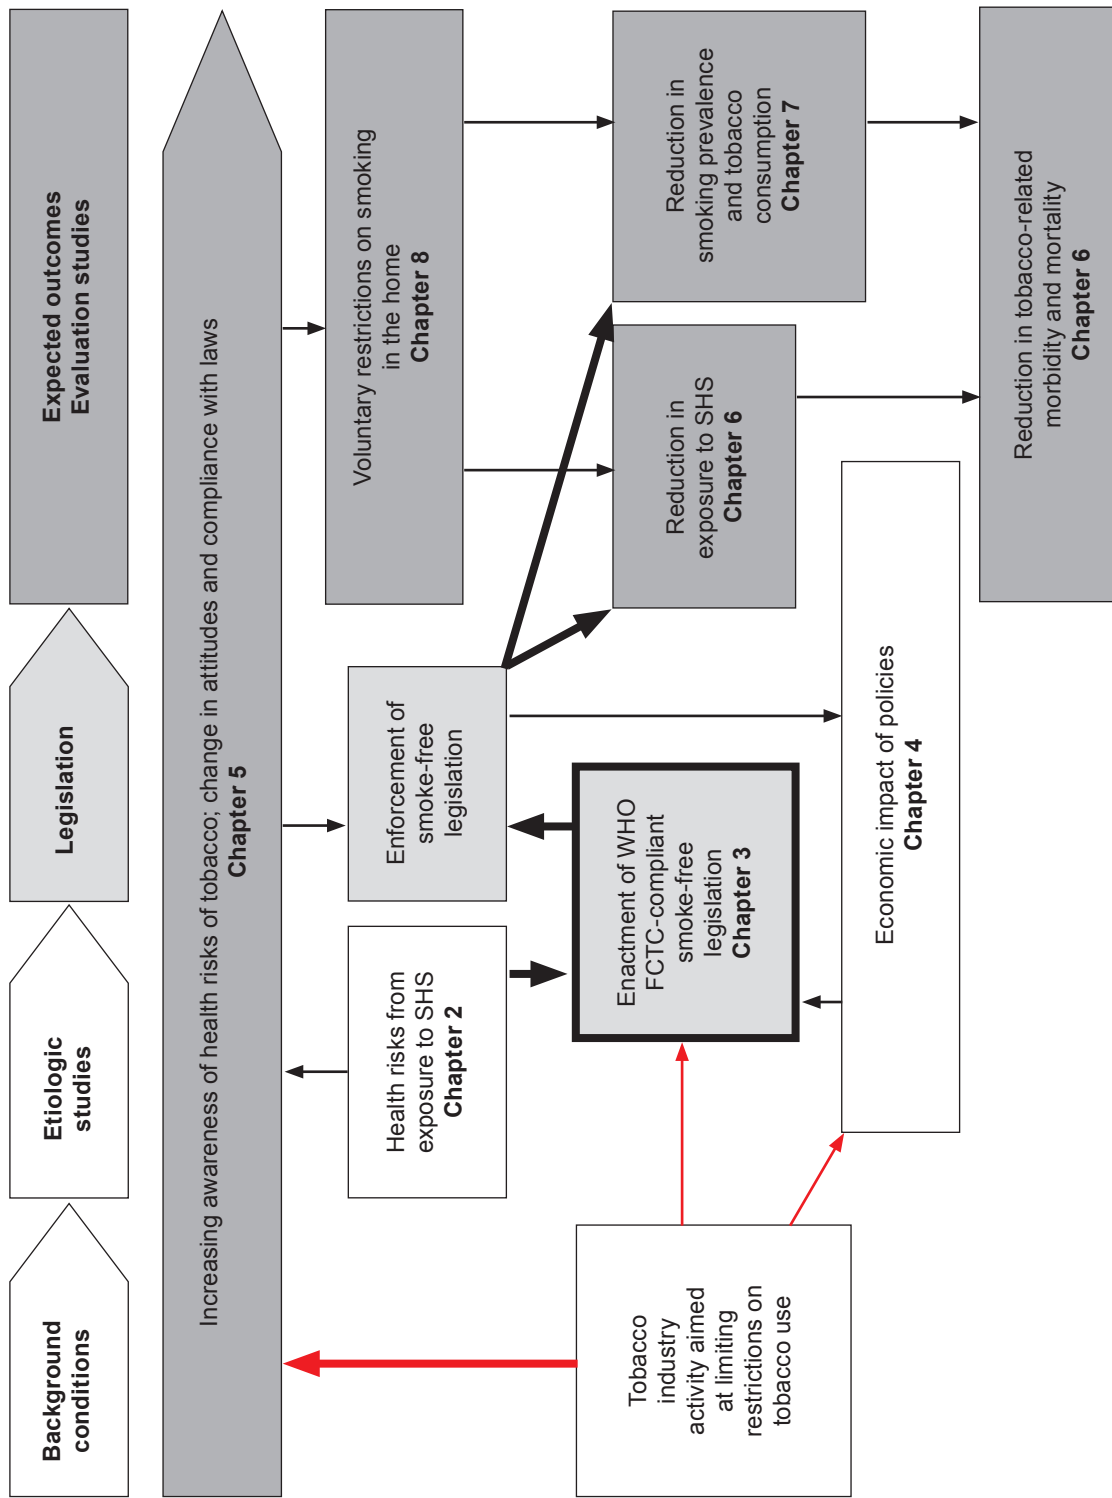 Background
conditions
Etiologic
studies
Legislation
Expected outcomes
Evaluation studies
Increasing awareness of health risks of tobacco; change in attitudes and compliance with laws
Chapter 5
Health risks from
exposure to SHS
Chapter 2
Enforcement of
smoke-free
legislation
Voluntary restrictions on smoking
in the home
Chapter 8
Tobacco
industry
activity aimed
at limiting
restrictions on
tobacco use
Enactment of WHO
FCTC-compliant
smoke-free
legislation
Chapter 3
Reduction in
exposure to SHS
Chapter 6
Reduction in
smoking prevalence
and tobacco
consumption
Chapter 7
Economic impact of policies
Chapter 4
Reduction in tobacco-related
morbidity and mortality
Chapter 6